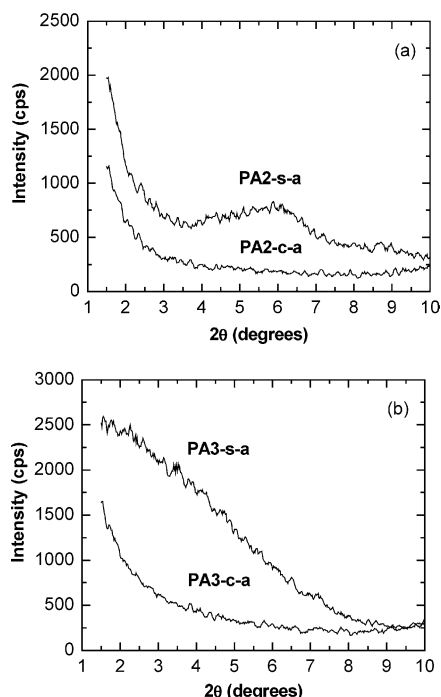 (a)
2500
2000
1500
1000
500
0
Intensity (cps)
PA2-s-a
PA2-c-a
1 2 3 4 5 6 7 8 9 10
2θ (degrees)
(b)
3000
2500
2000
1500
1000
500
0
Intensity (cps)
PA3-s-a
PA3-c-a
1 2 3 4 5 6 7 8 9 10
2θ (degrees)